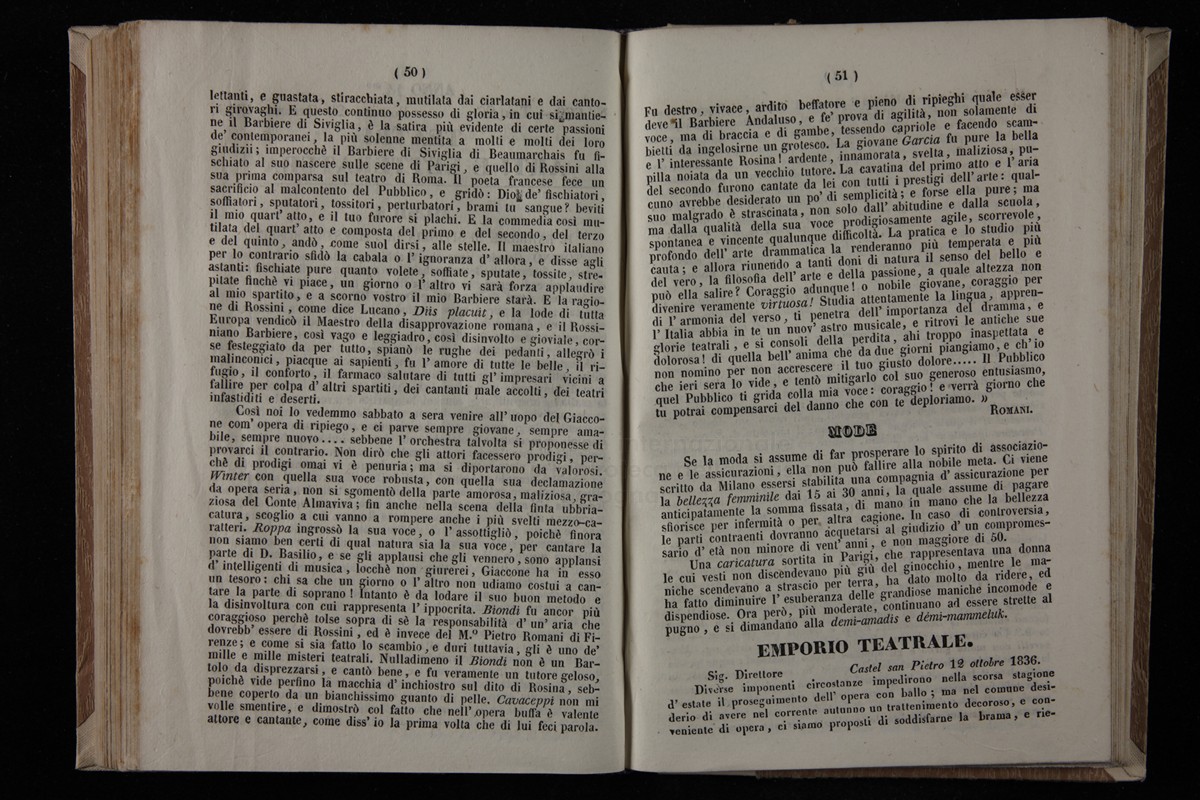 ( 50 )
lettanti, e guastata, stiracchiata, mutilata dai ciarlatani e dai canto-
ri girovaghi. E questo continuo possesso di gloria, in cui si mantie-
ne il Barbiere di Siviglia, è la satira più evidente di certe passioni
de' contemporanei, la più solenne mentita a molti e molti dei loro
giudizii; imperocchè il Barbiere di Siviglia di Beaumarchais fu fi-
schiato al suo nascere sulle scene di Parigi, e quello di Rossini alla
sua prima comparsa sul teatro di Roma. Il poeta francese fece un
sacrificio al malcontento del Pubblico, e gridò: Dio de' fischiatori,
soffiatori, sputatori, tossitori, perturbatori, brami tu sangue? beviti
il mio quart' atto, e il tuo furore si plachi. E la commedia così mu-
tilata del quart' atto e composta del primo e del secondo, del terzo
e del quinto, andò, come suol dirsi, alle stelle. Il maestro italiano
per lo contrario sfidò la cabala o l' ignoranza d' allora, e disse agli
astanti: fischiate pure quanto volete, soffiate, sputate, tossite, stre-
pitate finchè vi piace, un giorno o l' altro vi sarà forza applaudire
al mio spartito, e a scorno vostro il mio Barbiere starà. E la ragio-
ne di Rossini, come dice Lucano, Diis placuit, e la lode di tutta
Europa vendicò il Maestro della disapprovazione romana, e il Rossi-
niano Barbiere, così vago e leggiadro, così disinvolto e gioviale, cor-
se festeggiato da per tutto, spianò le rughe dei pedanti, allegrò i
malinconici, piacque ai sapienti, fu l' amore di tutte le belle, il ri-
fugio, il conforto, il farmaco salutare di tutti gl' impresari vicini a
fallire per colpa d' altri spartiti, dei cantanti male accolti, dei teatri
infastiditi e deserti.
Così noi lo vedemmo sabbato a sera venire all' uopo del Giacco-
ne com' opera di ripiego, e ci parve sempre giovane, sempre ama-
bile, sempre nuovo.... sebbene l' orchestra talvolta si proponesse di
provarci il contrario. Non dirò che gli attori facessero prodigi, per-
chè di prodigi omai vi è penuria; ma si diportarono da valorosi.
Winter con quella sua voce robusta, con quella sua declamazione
da opera seria, non si sgomentò della parte amorosa, maliziosa, gra-
ziosa del Conte Almaviva; fin anche nella scena della finta ubbria-
catura, scoglio a cui vanno a rompere anche i più svelti mezzo-ca-
ratteri. Roppa ingrossò la sua voce, o l' assottigliò, poichè finora
non siamo ben certi di qual natura sia la sua voce, per cantare la
parte di D. Basilio, e se gli applausi che gli vennero, sono applausi
d' intelligenti di musica, locchè non giurerei, Giaccone ha in esso
un tesoro: chi sa che un giorno o l' altro non udiamo costui a can-
tare la parte di soprano! Intanto è da lodare il suo buon metodo e
la disinvoltura con cui rappresenta l' ippocrita. Biondi fu ancor più
coraggioso perchè tolse sopra di sè la responsabilità d' un' aria che
dovrebb' essere di Rossini, ed è invece del M.º Pietro Romani di Fi-
renze; e come si sia fatto lo scambio, e duri tuttavia, gli è uno de'
mille e mille misteri teatrali. Nulladimeno il Biondi non è un Bar-
tolo da disprezzarsi, e cantò bene, e fu veramente un tutore geloso,
poichè vide perfino la macchia d' inchiostro sul dito di Rosina, seb-
bene coperto da un bianchissimo guanto di pelle. Cavaceppi non mi
volle smentire, e dimostrò col fatto che nell' opera buffa è valente
attore e cantante, come diss' io la prima volta che di lui feci parola.
( 51 )
Fu destro, vivace, ardito beffatore e pieno di ripieghi quale esser
deve il Barbiere Andaluso, e fe' prova di agilità, non solamente di
voce, ma di braccia e di gambe, tessendo capriole e facendo scam-
bietti da ingelosirne un grotesco. La giovane Garcia fu pure la bella
e l' interessante Rosina! ardente, innamorata, svelta, maliziosa, pu-
pilla noiata da un vecchio tutore. La cavatina del primo atto e l' aria
del secondo furono cantate da lei con tutti i prestigi dell' arte: qual-
cuno avrebbe desiderato un po' di semplicità; e forse ella pure; ma
suo malgrado è strascinata, non solo dall' abitudine e dalla scuola,
ma dalla qualità della sua voce prodigiosamente agile, scorrevole,
spontanea e vincente qualunque difficoltà. La pratica e lo studio più
profondo dell' arte drammatica la renderanno più temperata e più
cauta; e allora riunendo a tanti doni di natura il senso del bello e
del vero, la filosofia dell' arte e della passione, a quale altezza non
può ella salire? Coraggio adunque! o nobile giovane, coraggio per
divenire veramente virtuosa! Studia attentamente la lingua, appren-
di l' armonia del verso, ti penetra dell' importanza del dramma, e
l' Italia abbia in te un nuov' astro musicale, e ritrovi le antiche sue
glorie teatrali, e si consoli della perdita, ahi troppo inaspettata e
dolorosa! di quella bell' anima che da due giorni piangiamo, e ch' io
non nomino per non accrescere il tuo giusto dolore..... Il Pubblico
che ieri sera lo vide, e tentò mitigarlo col suo generoso entusiasmo,
quel Pubblico ti grida colla mia voce: coraggio! e verrà giorno che
tu potrai compensarci del danno che con te deploriamo. »
ROMANI.
MODE
Se la moda si assume di far prosperare lo spirito di associazio-
ne e le assicurazioni, ella non può fallire alla nobile meta. Ci viene
scritto da Milano essersi stabilita una compagnia d' assicurazione per
la bellezza femminile dai 15 ai 30 anni, la quale assume di pagare
anticipatamente la somma fissata, di mano in mano che la bellezza
sfiorisce per infermità o per altra cagione. In caso di controversia,
le parti contraenti dovranno acquetarsi al giudizio d' un compromes-
sario d' età non minore di vent' anni, e non maggiore di 50.
Una caricatura sortita in Parigi, che rappresentava una donna
le cui vesti non discendevano più giù del ginocchio, mentre le ma-
niche scendevano a strascio per terra, ha dato molto da ridere, ed
ha fatto diminuire l' esuberanza delle grandiose maniche incomode e
dispendiose. Ora però, più moderate, continuano ad essere strette al
pugno, e si dimandano alla demi-amadis e démi-mammeluk.
EMPORIO TEATRALE.
Sig. Direttore Castel san Pietro 12 ottobre 1836.
Diverse imponenti circostanze impedirono nella scorsa stagione
d' estate il proseguimento dell' opera con ballo; ma nel comune desi-
derio di avere nel corrente autunno un trattenimento decoroso, e con-
veniente di opera, ci siamo proposti di soddisfarne la brama, e rie-